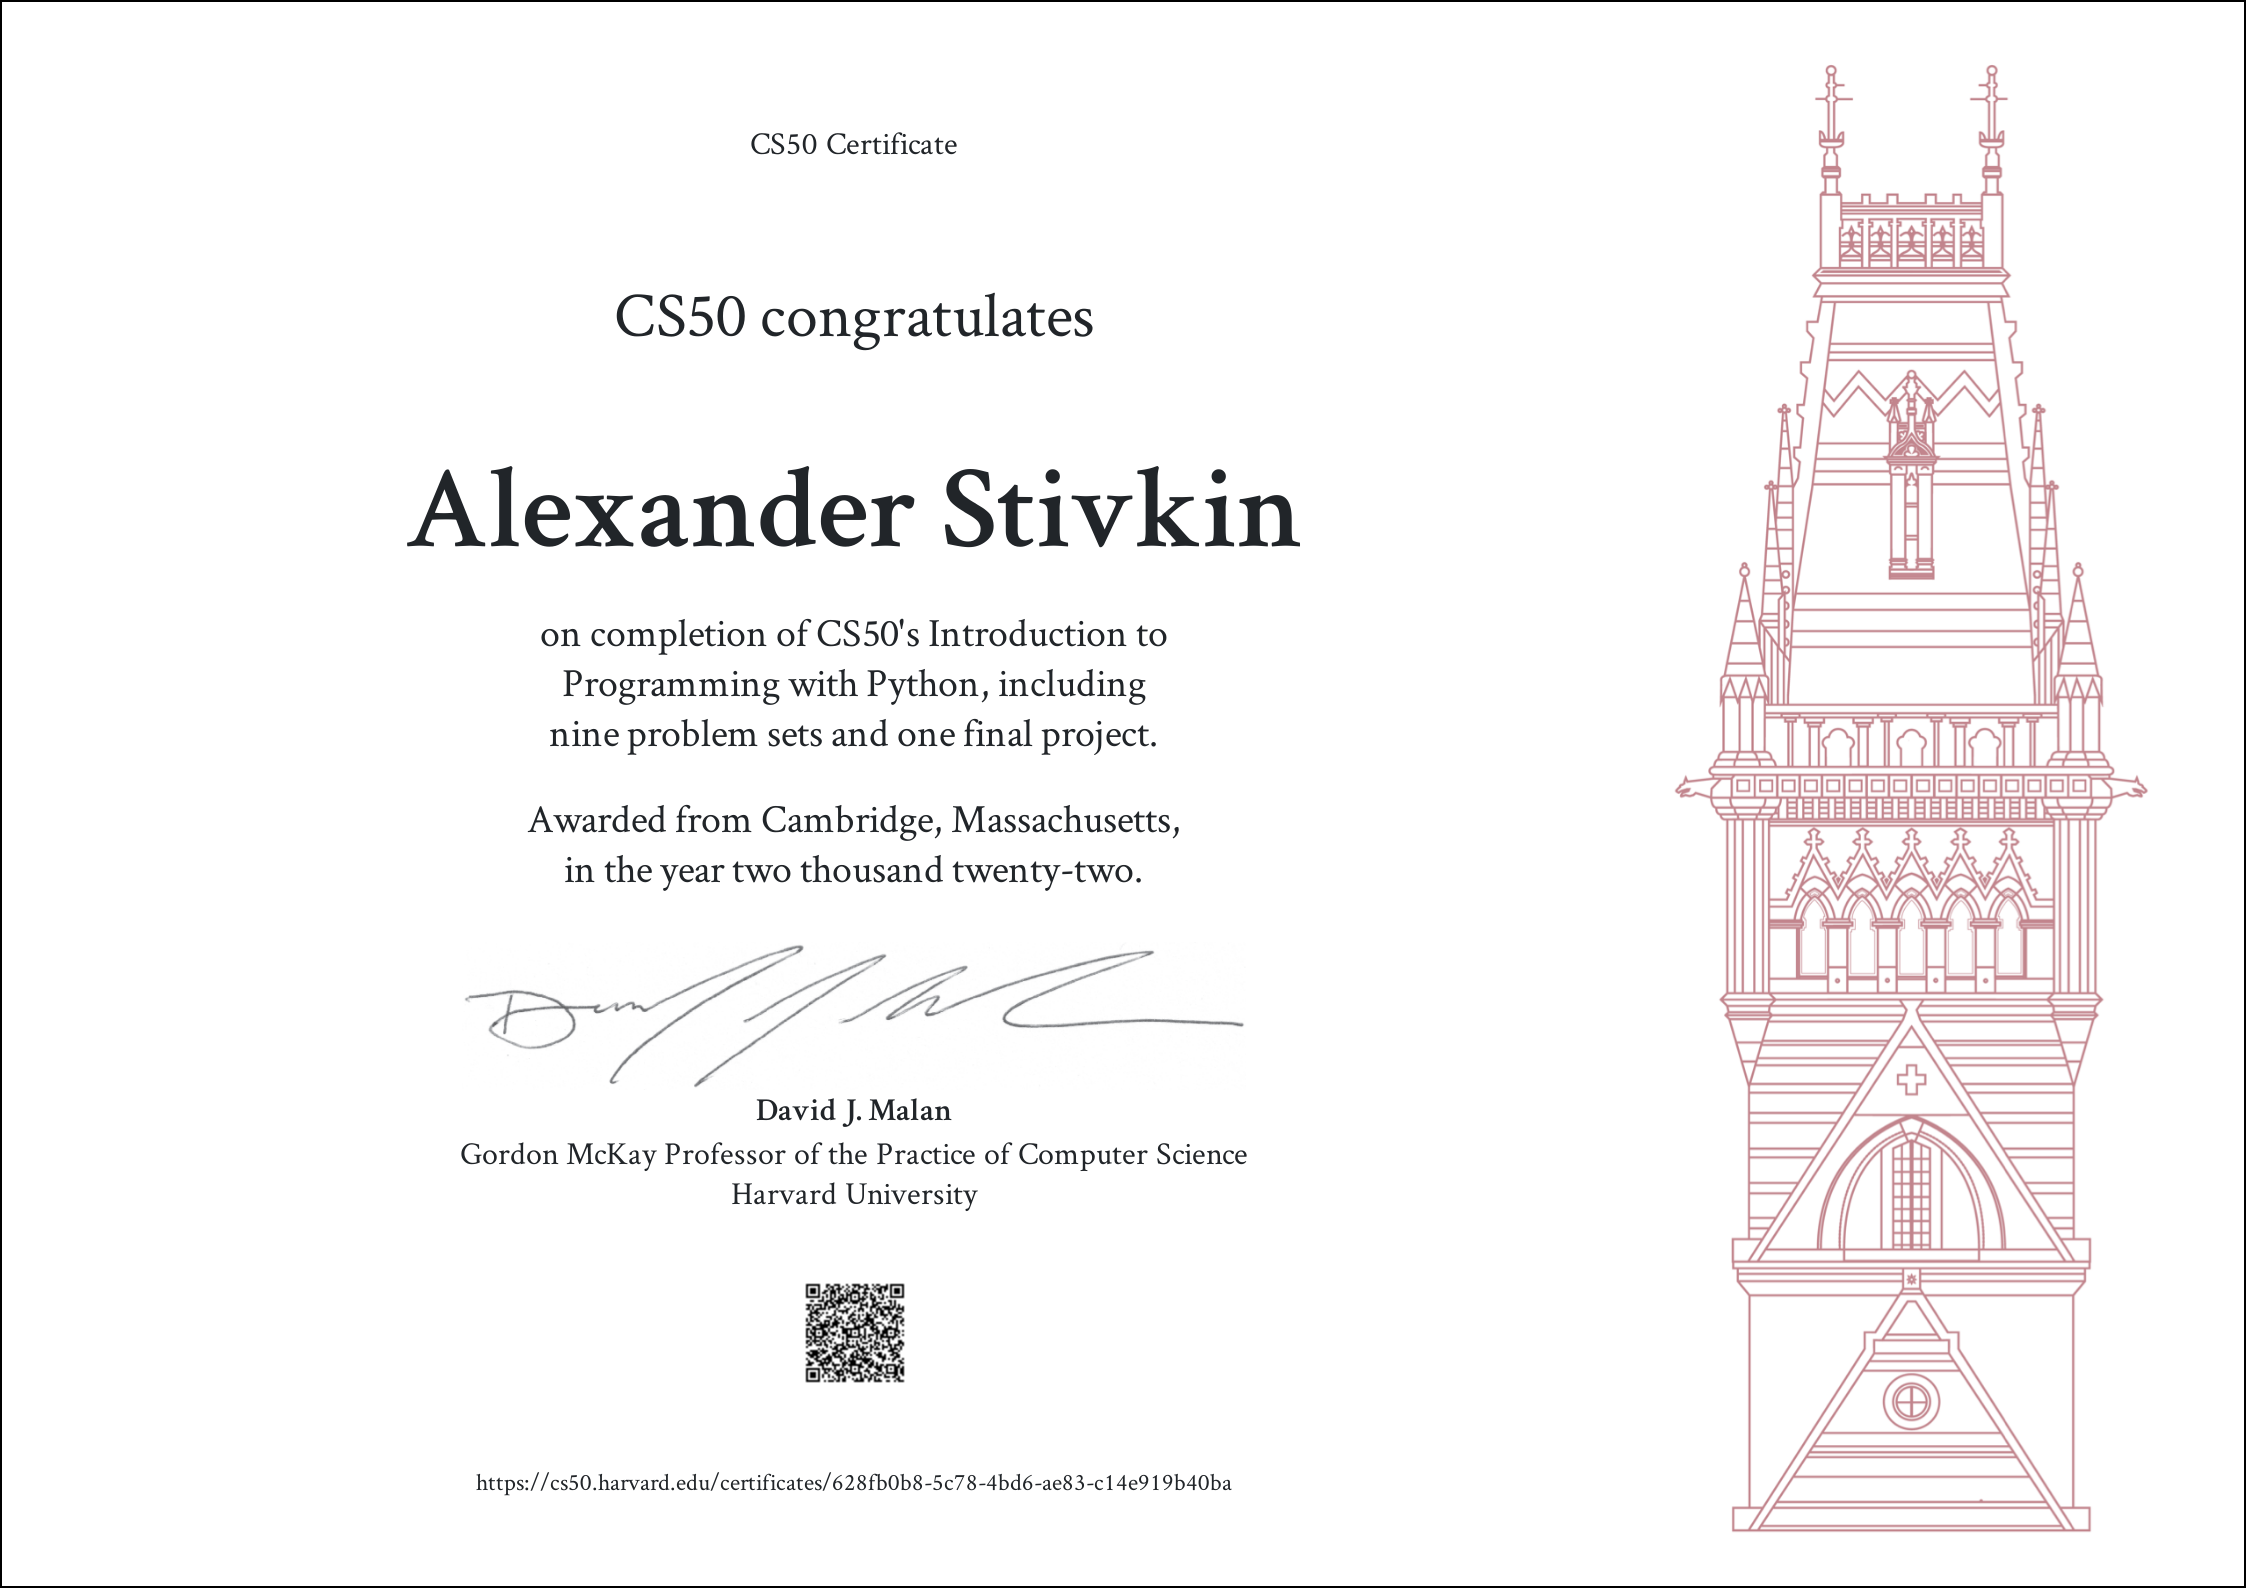 CS50 Certificate
CS50 congratulates
Alexander Stivkin
on completion of CS50's Introduction to
Programming with Python, including
nine problem sets and one final project.
Awarded from Cambridge, Massachusetts,
in the year two thousand twenty-two.
David J. Malan
Gordon McKay Professor of the Practice of Computer Science
Harvard University
https://cs50.harvard.edu/certificates/628fb0b8-5c78-4bd6-ae83-c14e919b40ba